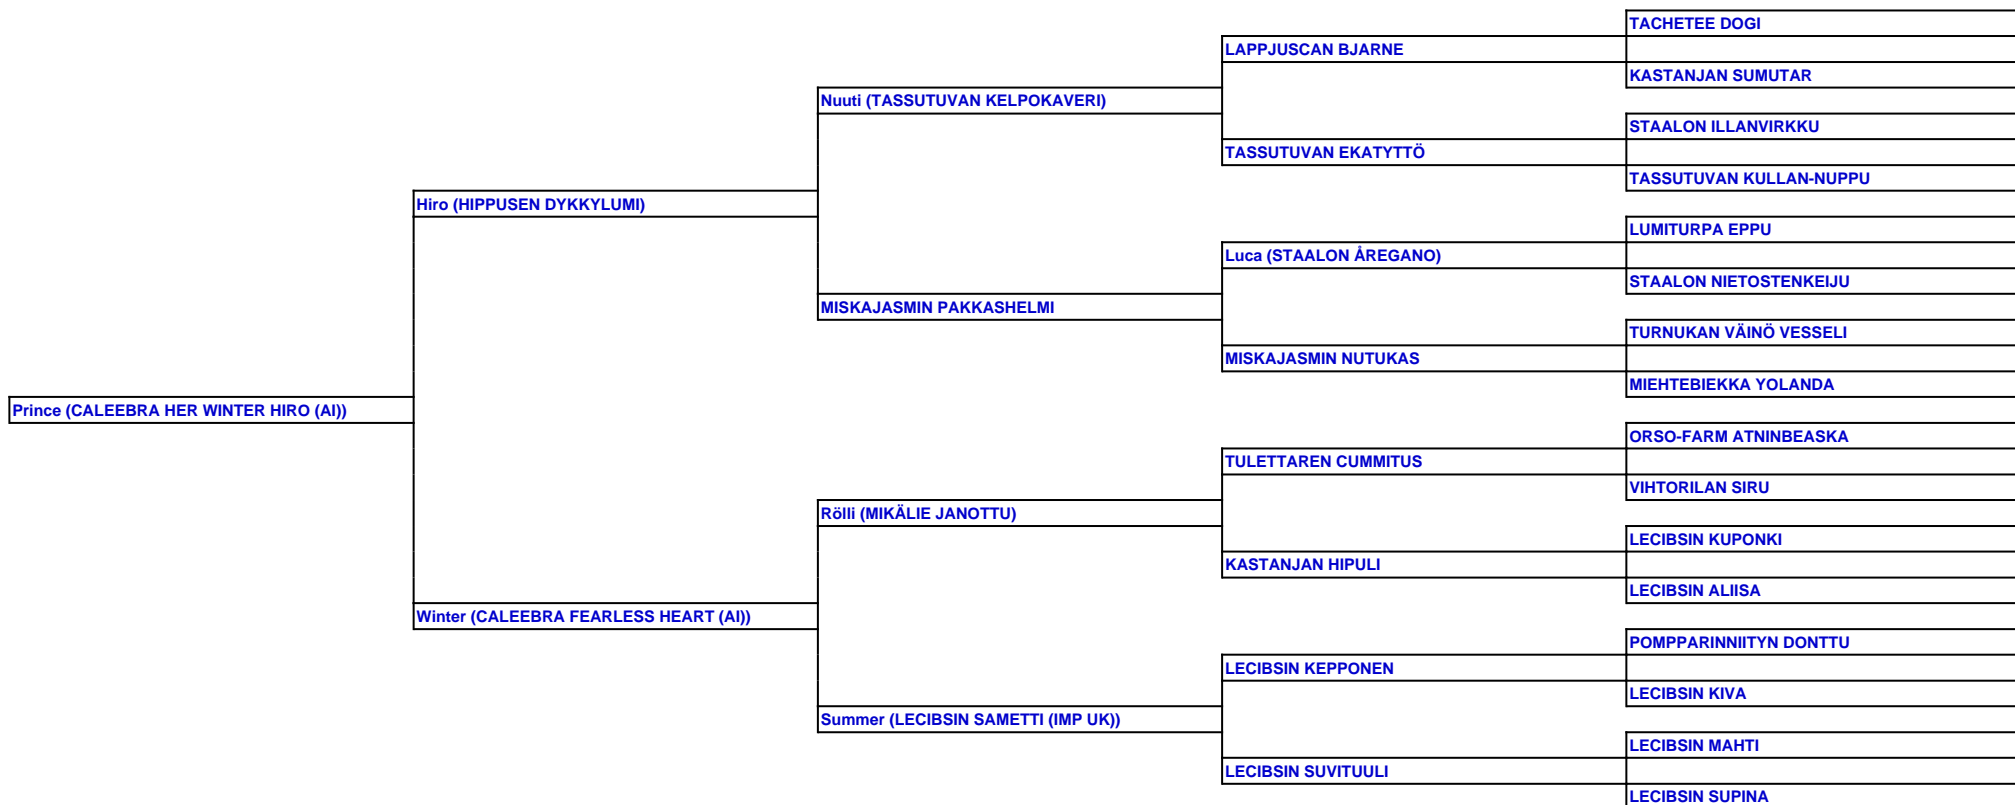 TACHETEE DOGI
LAPPJUSCAN BJARNE
KASTANJAN SUMUTAR
Nuuti (TASSUTUVAN KELPOKAVERI)
STAALON ILLANVIRKKU
TASSUTUVAN EKATYTTÖ
TASSUTUVAN KULLAN-NUPPU
Hiro (HIPPUSEN DYKKYLUMI)
LUMITURPA EPPU
Luca (STAALON ÅREGANO)
STAALON NIETOSTENKEIJU
MISKAJASMIN PAKKASHELMI
TURNUKAN VÄINÖ VESSELI
MISKAJASMIN NUTUKAS
MIEHTEBIEKKA YOLANDA
Prince (CALEEBRA HER WINTER HIRO (AI))
ORSO-FARM ATNINBEASKA
TULETTAREN CUMMITUS
VIHTORILAN SIRU
Rölli (MIKÄLIE JANOTTU)
LECIBSIN KUPONKI
KASTANJAN HIPULI
LECIBSIN ALIISA
Winter (CALEEBRA FEARLESS HEART (AI))
POMPPARINNIITYN DONTTU
LECIBSIN KEPPONEN
LECIBSIN KIVA
Summer (LECIBSIN SAMETTI (IMP UK))
LECIBSIN MAHTI
LECIBSIN SUVITUULI
LECIBSIN SUPINA